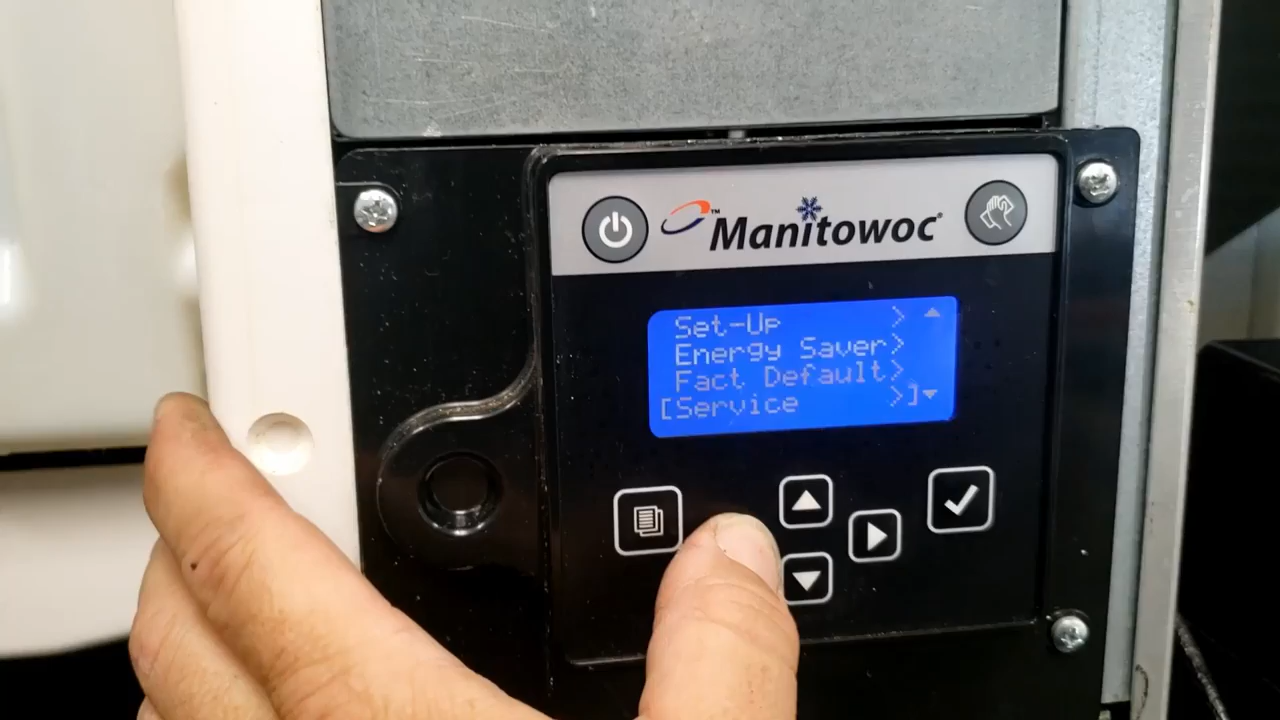 Manitowoc®
Set-Up >
Energy Saver>
Fact Default>
[Service >]